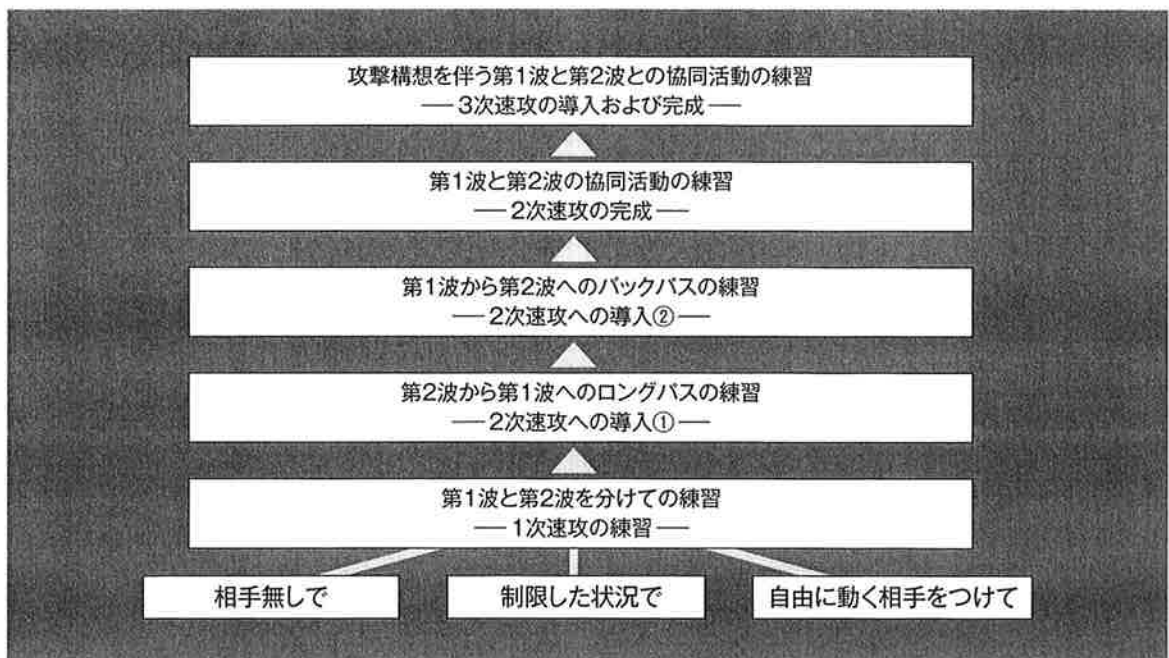 攻撃構想を伴う第1波と第2波との協同活動の練習
― 3次速攻の導入および完成 ―
第1波と第2波の協同活動の練習
― 2次速攻の完成 ―
第1波から第2波へのバックパスの練習
― 2次速攻への導入② ―
第2波から第1波へのロングパスの練習
― 2次速攻への導入① ―
第1波と第2波を分けての練習
― 1次速攻の練習 ―
相手無しで
制限した状況で
自由に動く相手をつけて